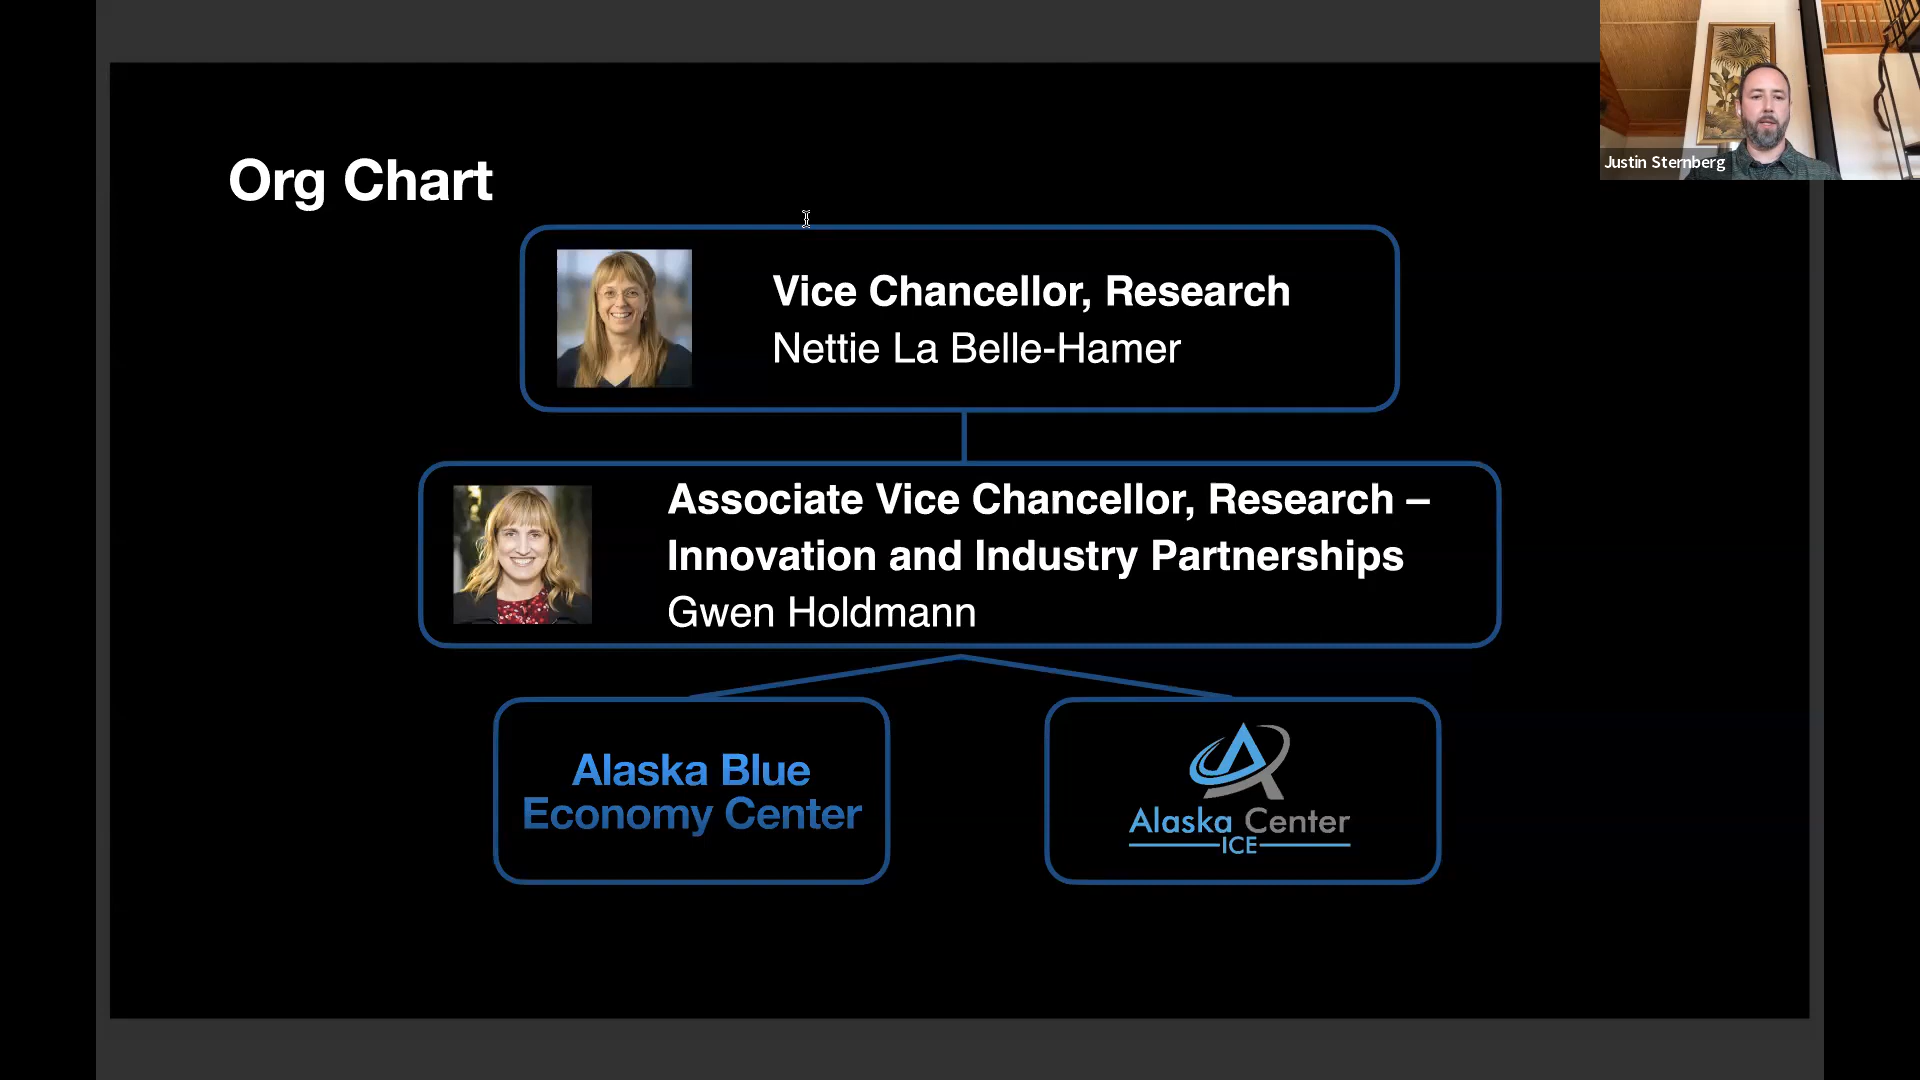 Justin Sternberg
Org Chart
Vice Chancellor, Research
Nettie La Belle-Hamer
Associate Vice Chancellor, Research –
Innovation and Industry Partnerships
Gwen Holdmann
Alaska Blue
Economy Center
Alaska Center
ICE